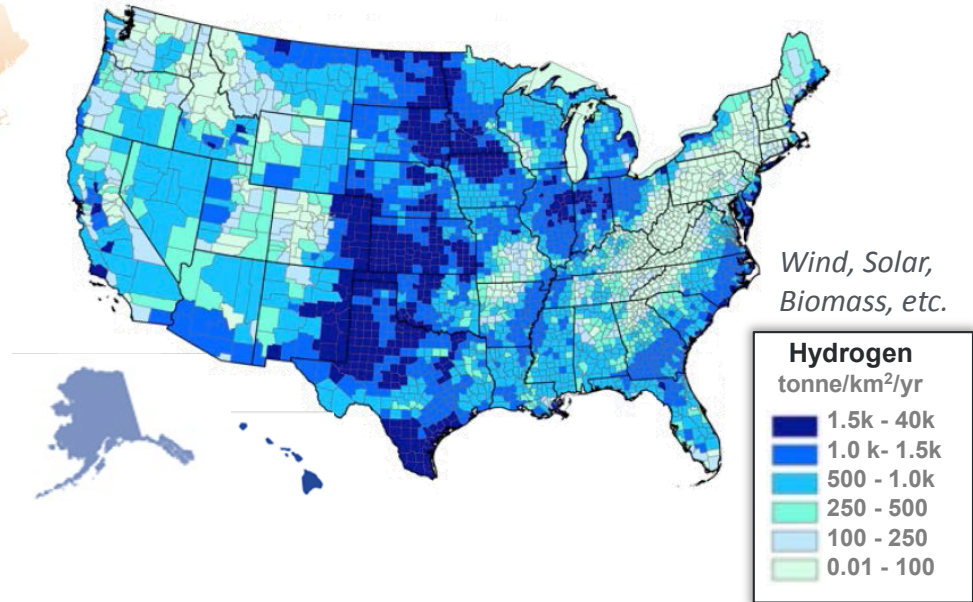 Wind, Solar,
Biomass, etc.
Hydrogen
tonne/km²/yr
1.5k - 40k
1.0 k- 1.5k
500 - 1.0k
250 - 500
100 - 250
0.01 - 100